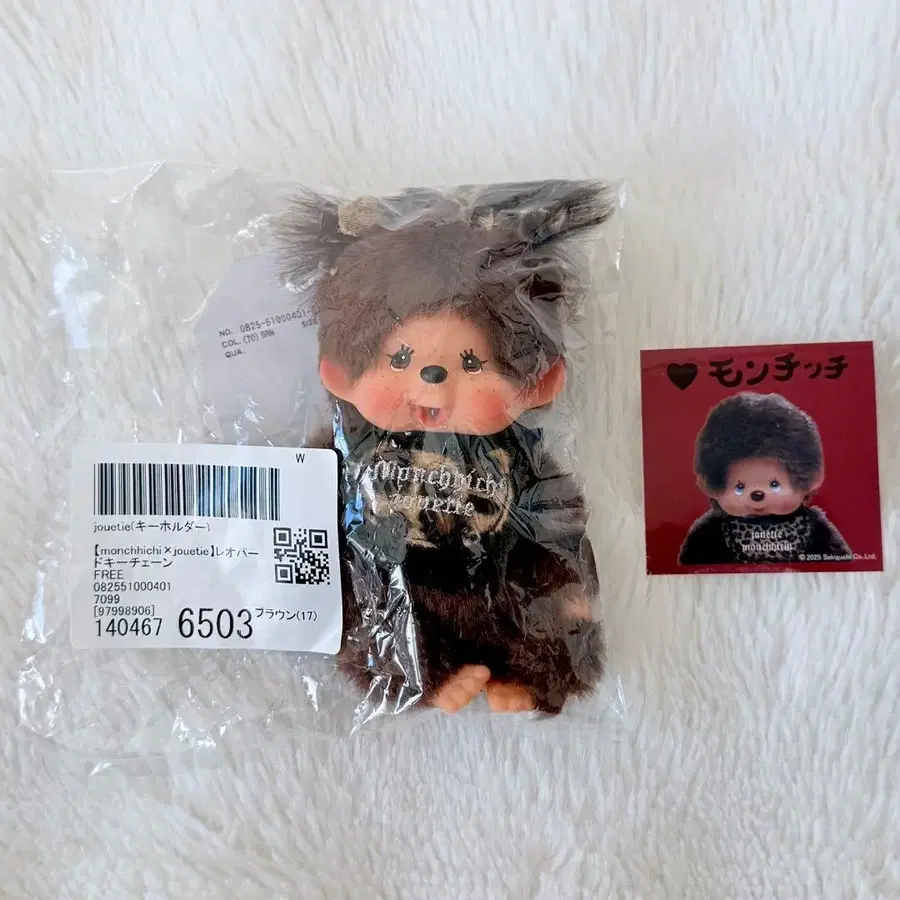 NO. 0825-51000401-
COL. (70) BRN SIZE
QUA.
W
jouetie(キーホルダー)
【monchhichi×jouetie】レオパー
ドキーチェーン
FREE
082551000401
7099
[97998906]
140467 6503 ブラウン(17)
Monchhichi
Jouetie
♥ モンチッチ
jouetie
monchhichi
© 2025 Sekiguchi Co.,Ltd.